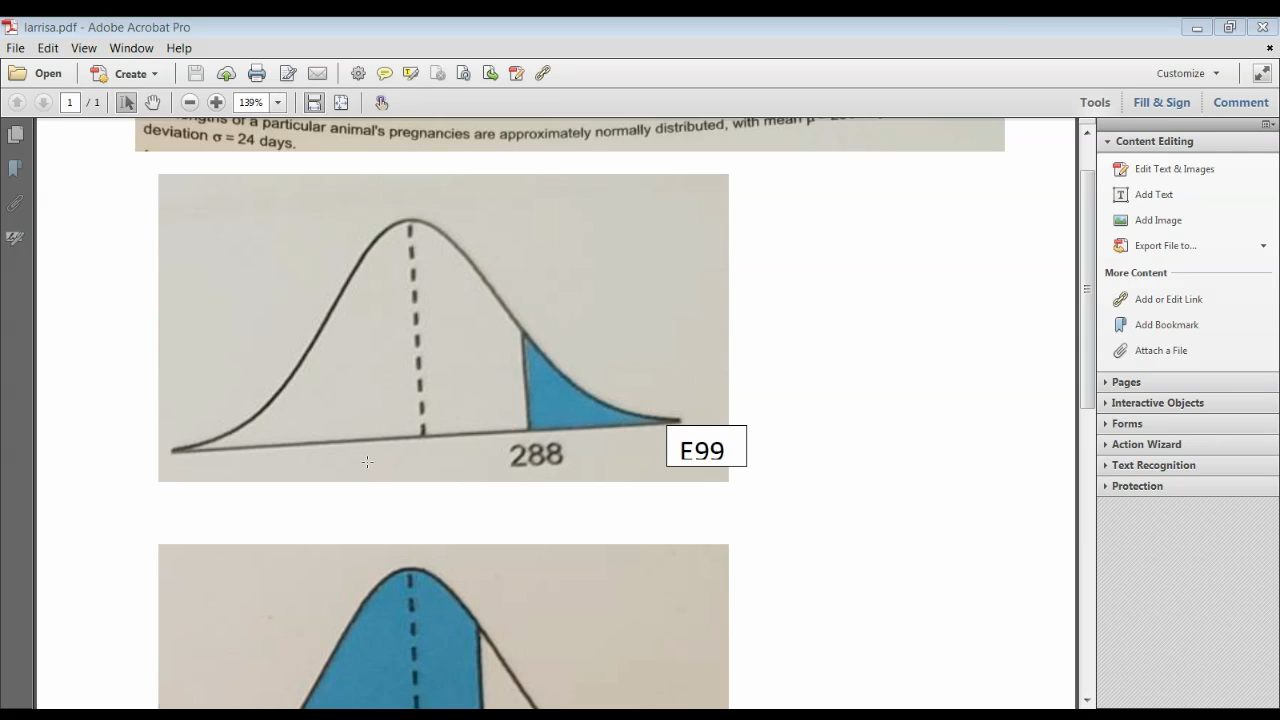 larrisa.pdf - Adobe Acrobat Pro
File Edit View Window Help
Open Create Customize
1 / 1 139% Tools Fill & Sign Comment
of a particular animal's pregnancies are approximately normally distributed, with mean
deviation σ = 24 days.
288
E99
Content Editing
Edit Text & Images
Add Text
Add Image
Export File to...
More Content
Add or Edit Link
Add Bookmark
Attach a File
Pages
Interactive Objects
Forms
Action Wizard
Text Recognition
Protection